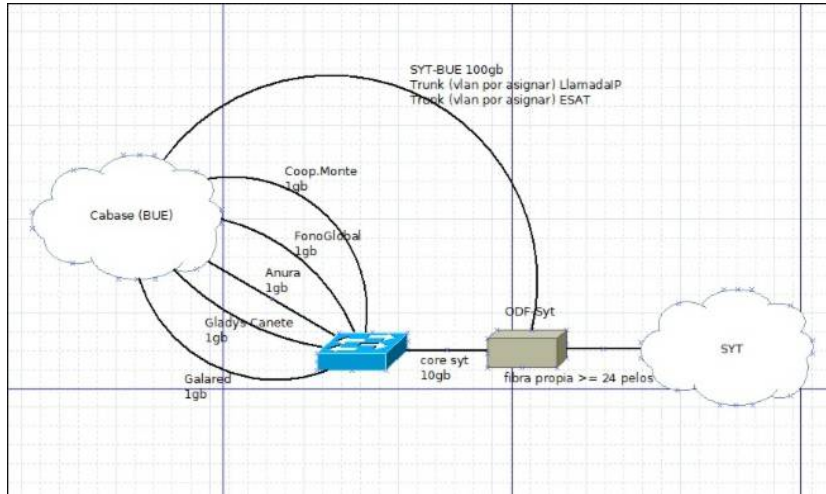 SYT-BUE 100gb
Trunk (vlan por asignar) LlamadaIP
Trunk (vlan por asignar) ESAT
Coop.Monte
1gb
Cabase (BUE)
FonoGlobal
1gb
Anura
1gb
Gladys Canete
1gb
Galared
1gb
core syt
10gb
ODF-Syt
fibra propia >= 24 pelos
SYT